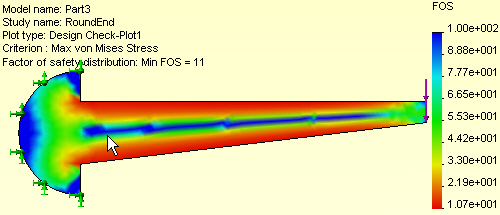 Model name: Part3
Study name: RoundEnd
Plot type: Design Check-Plot1
Criterion : Max von Mises Stress
Factor of safety distribution: Min FOS = 11
FOS
1.00e+002
8.88e+001
7.77e+001
6.65e+001
5.53e+001
4.42e+001
3.30e+001
2.19e+001
1.07e+001